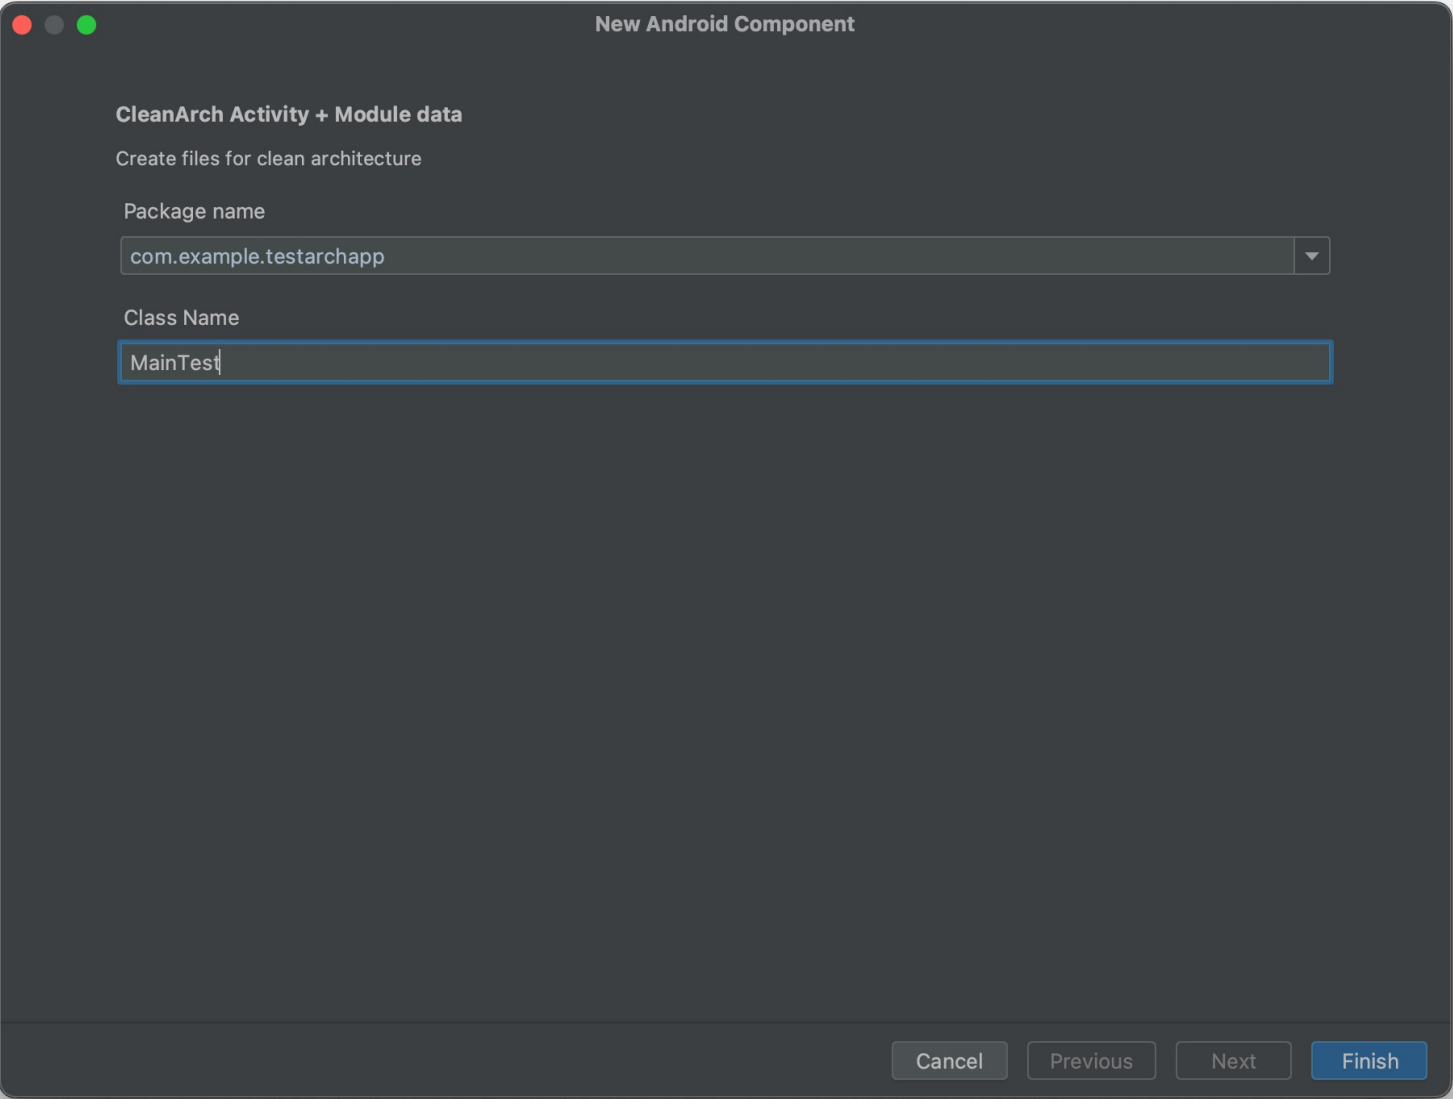 New Android Component
CleanArch Activity + Module data
Create files for clean architecture
Package name
com.example.testarchapp
Class Name
MainTest
Cancel Previous Next Finish